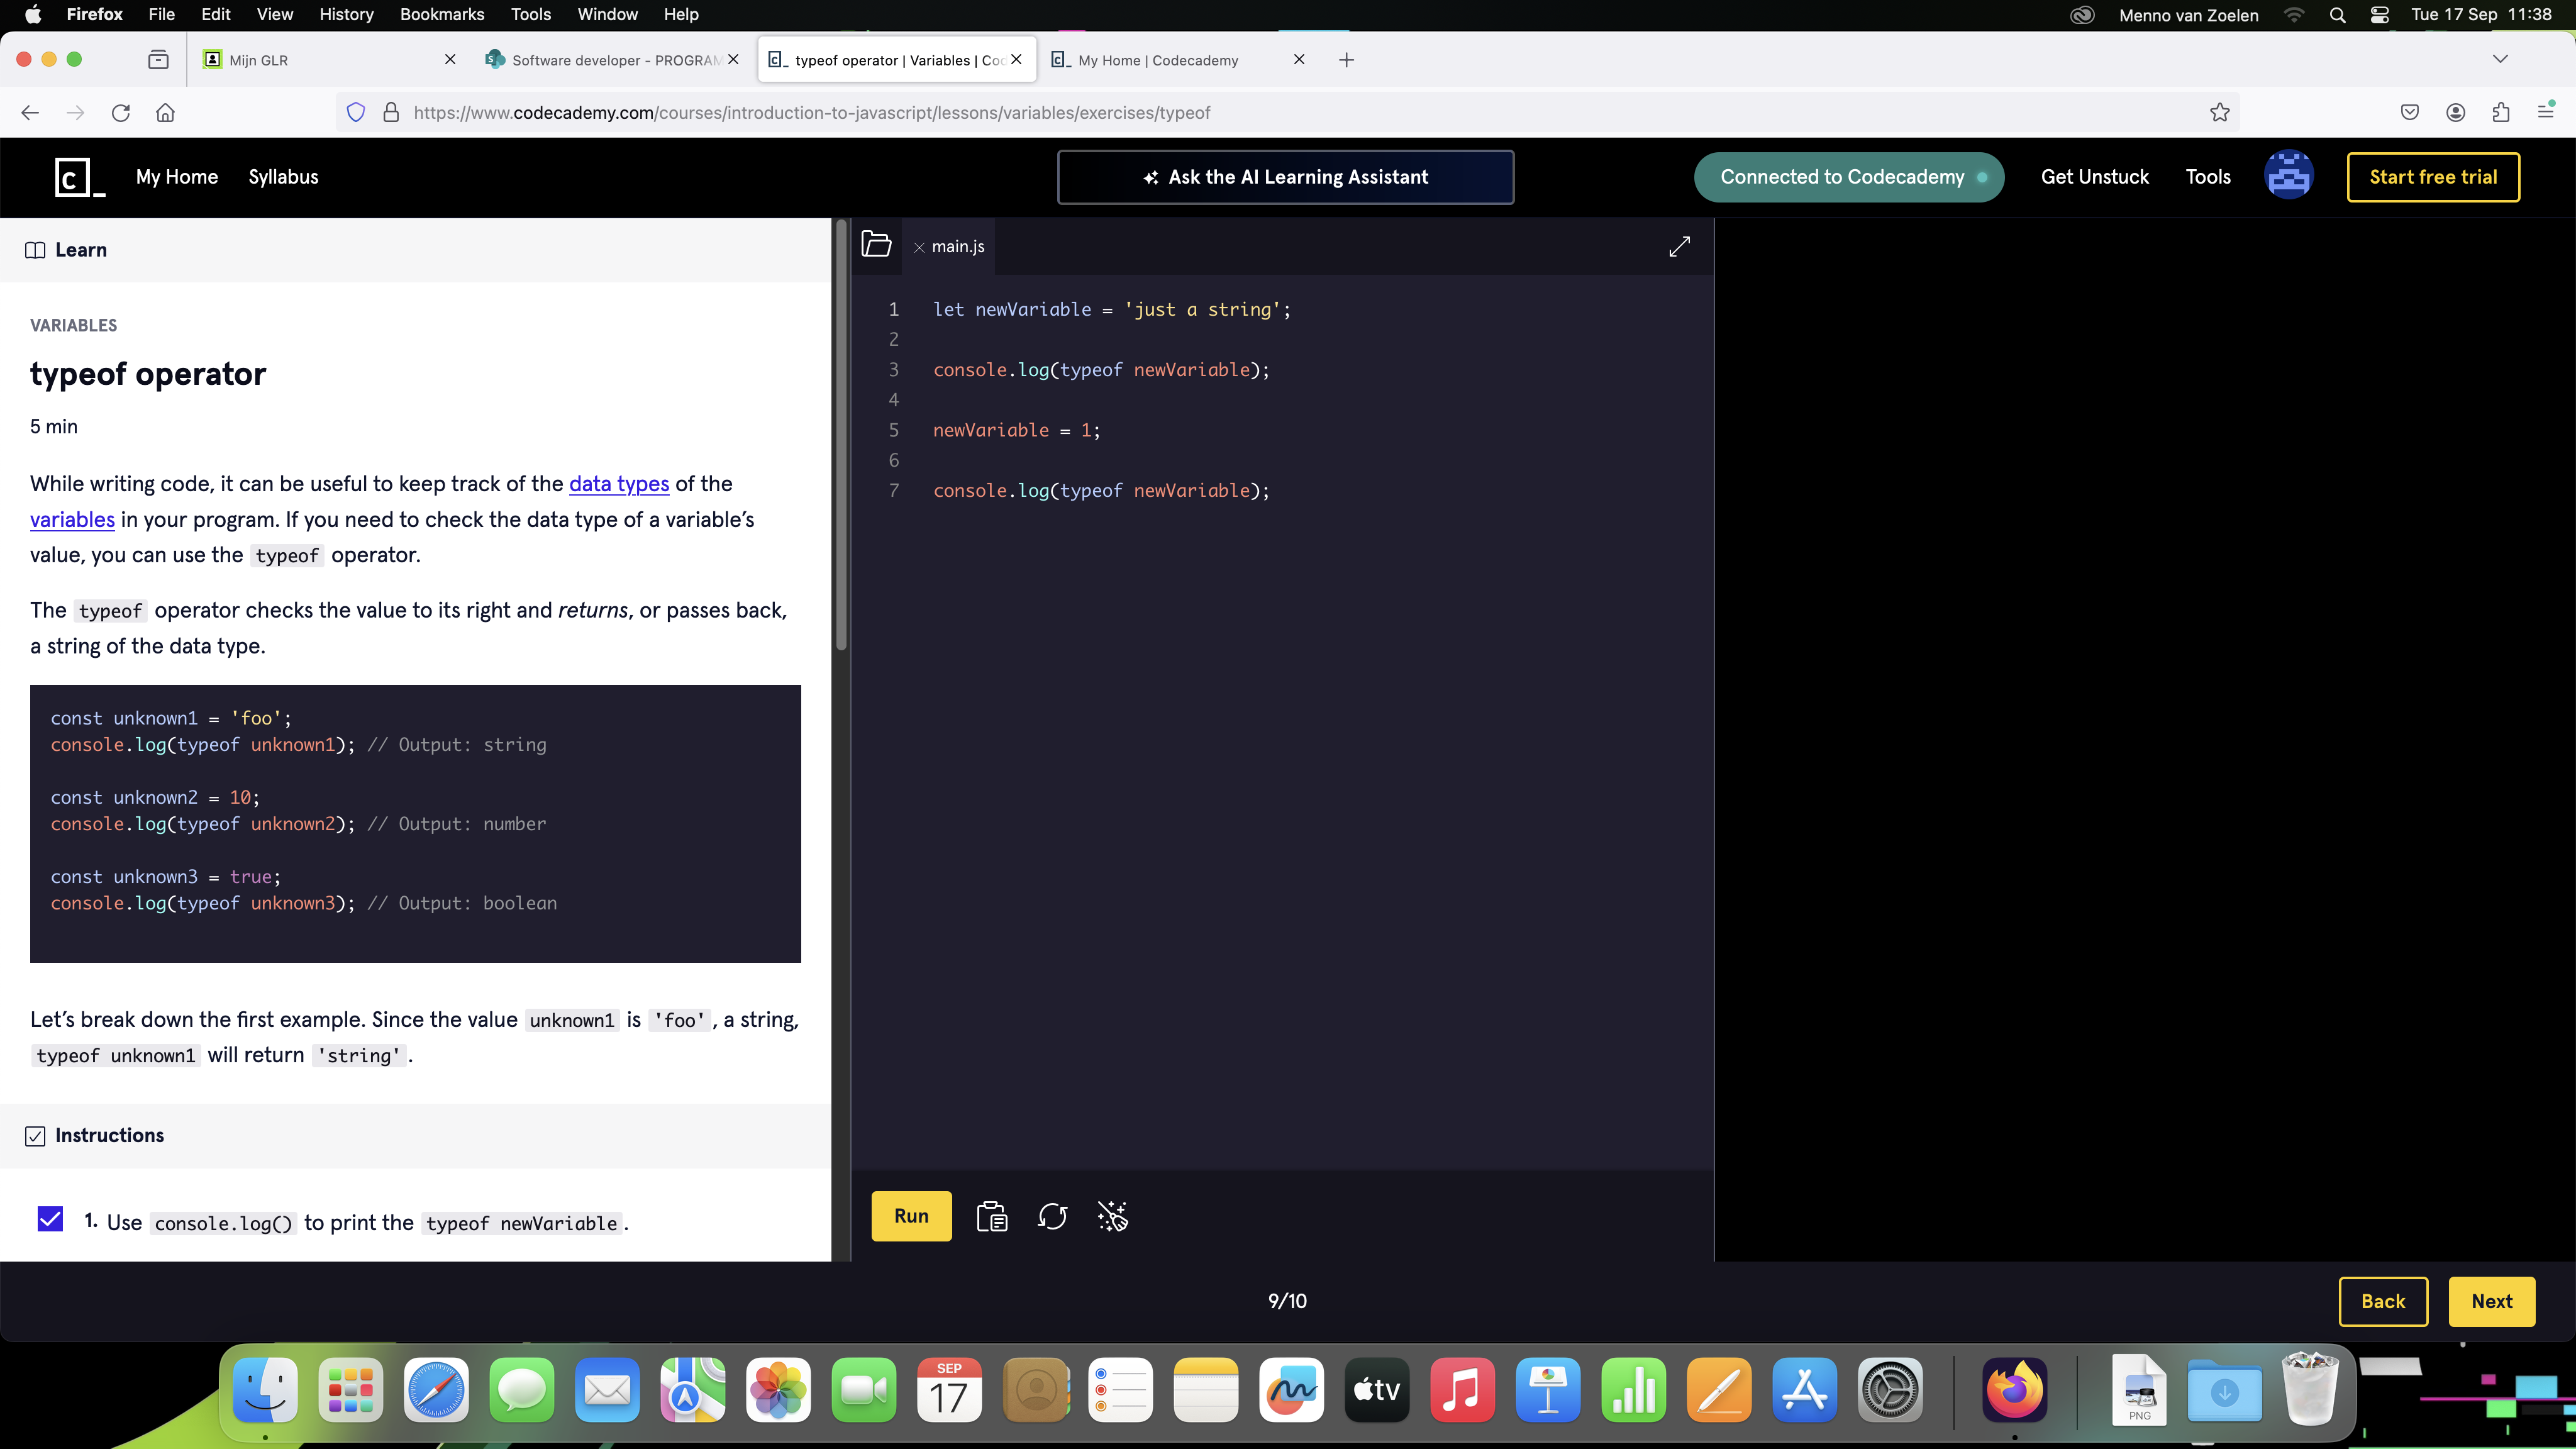 Firefox File Edit View History Bookmarks Tools Window Help Menno van Zoelen Tue 17 Sep 11:38
Mijn GLR
Software developer - PROGRAM
typeof operator | Variables | Cod
My Home | Codecademy
https://www.codecademy.com/courses/introduction-to-javascript/lessons/variables/exercises/typeof
c_ My Home Syllabus Ask the AI Learning Assistant Connected to Codecademy Get Unstuck Tools Start free trial
Learn
VARIABLES
typeof operator
5 min
While writing code, it can be useful to keep track of the data types of the
variables in your program. If you need to check the data type of a variable’s
value, you can use the typeof operator.
The typeof operator checks the value to its right and returns, or passes back,
a string of the data type.
const unknown1 = 'foo';
console.log(typeof unknown1); // Output: string
const unknown2 = 10;
console.log(typeof unknown2); // Output: number
const unknown3 = true;
console.log(typeof unknown3); // Output: boolean
Let’s break down the first example. Since the value unknown1 is 'foo', a string,
typeof unknown1 will return 'string'.
Instructions
1. Use console.log() to print the typeof newVariable.
main.js
1 let newVariable = 'just a string';
2
3 console.log(typeof newVariable);
4
5 newVariable = 1;
6
7 console.log(typeof newVariable);
Run
9/10
Back
Next
SEP
17
tv
PNG